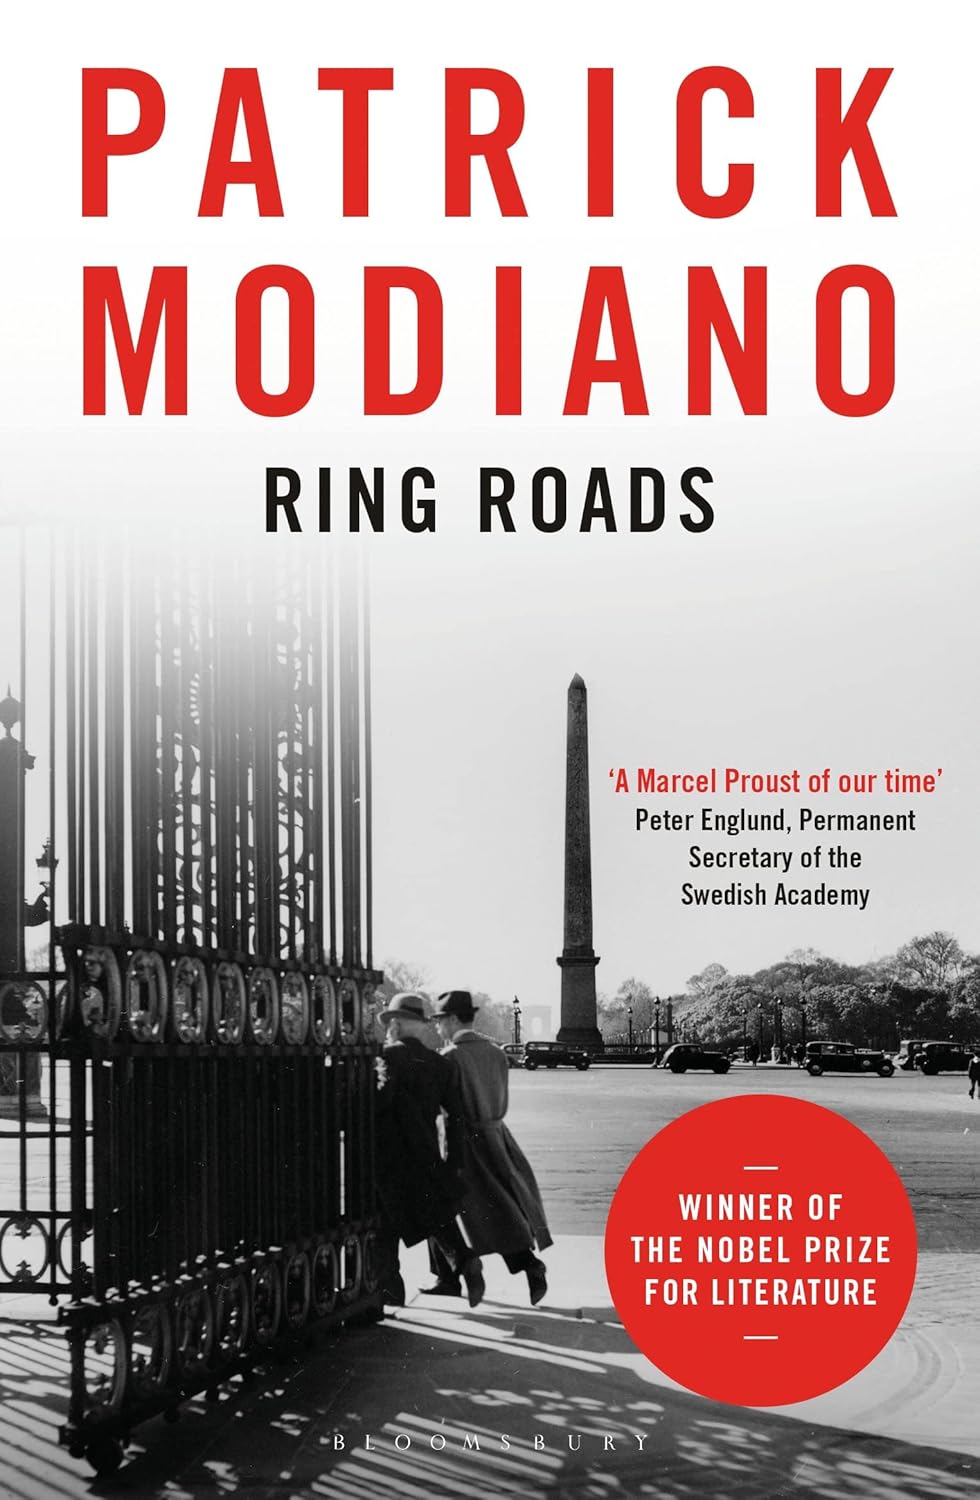 PATRICK
MODIANO
RING ROADS
‘A Marcel Proust of our time’
Peter Englund, Permanent
Secretary of the
Swedish Academy
WINNER OF
THE NOBEL PRIZE
FOR LITERATURE
BLOOMSBURY